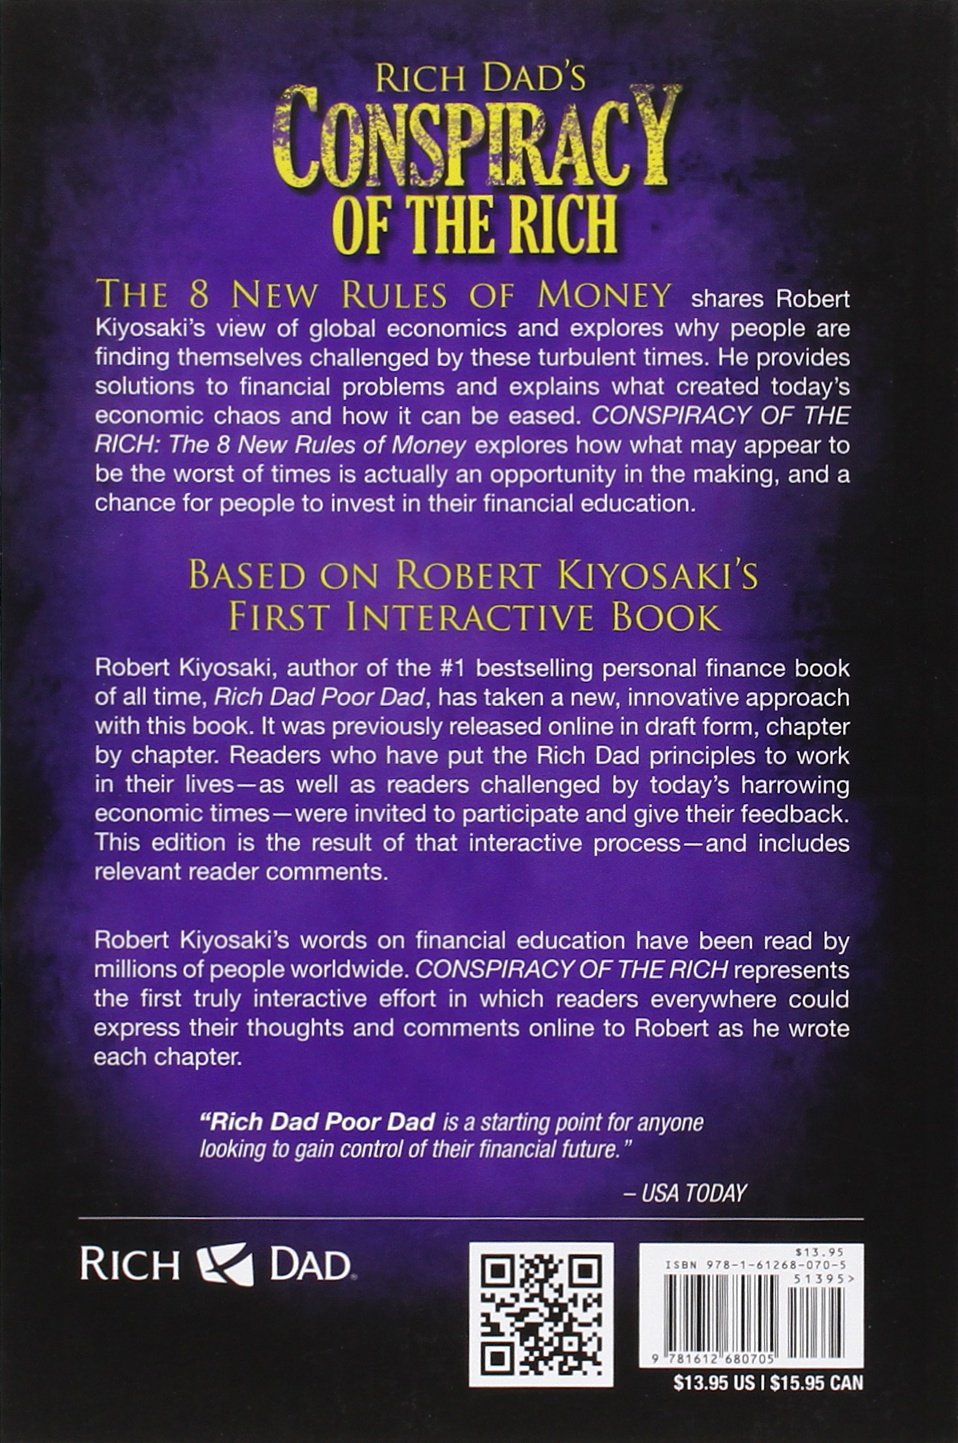 RICH DAD'S
CONSPIRACY
OF THE RICH
THE 8 NEW RULES OF MONEY shares Robert
Kiyosaki's view of global economics and explores why people are
finding themselves challenged by these turbulent times. He provides
solutions to financial problems and explains what created today's
economic chaos and how it can be eased. CONSPIRACY OF THE
RICH: The 8 New Rules of Money explores how what may appear to
be the worst of times is actually an opportunity in the making, and a
chance for people to invest in their financial education.
BASED ON ROBERT KIYOSAKI'S
FIRST INTERACTIVE BOOK
Robert Kiyosaki, author of the #1 bestselling personal finance book
of all time, Rich Dad Poor Dad, has taken a new, innovative approach
with this book. It was previously released online in draft form, chapter
by chapter. Readers who have put the Rich Dad principles to work
in their lives—as well as readers challenged by today's harrowing
economic times—were invited to participate and give their feedback.
This edition is the result of that interactive process—and includes
relevant reader comments.
Robert Kiyosaki's words on financial education have been read by
millions of people worldwide. CONSPIRACY OF THE RICH represents
the first truly interactive effort in which readers everywhere could
express their thoughts and comments online to Robert as he wrote
each chapter.
"Rich Dad Poor Dad is a starting point for anyone
looking to gain control of their financial future."
– USA TODAY
RICH DAD®
$13.95
ISBN 978-1-61268-070-5
51395>
9 781612 680705
$13.95 US | $15.95 CAN